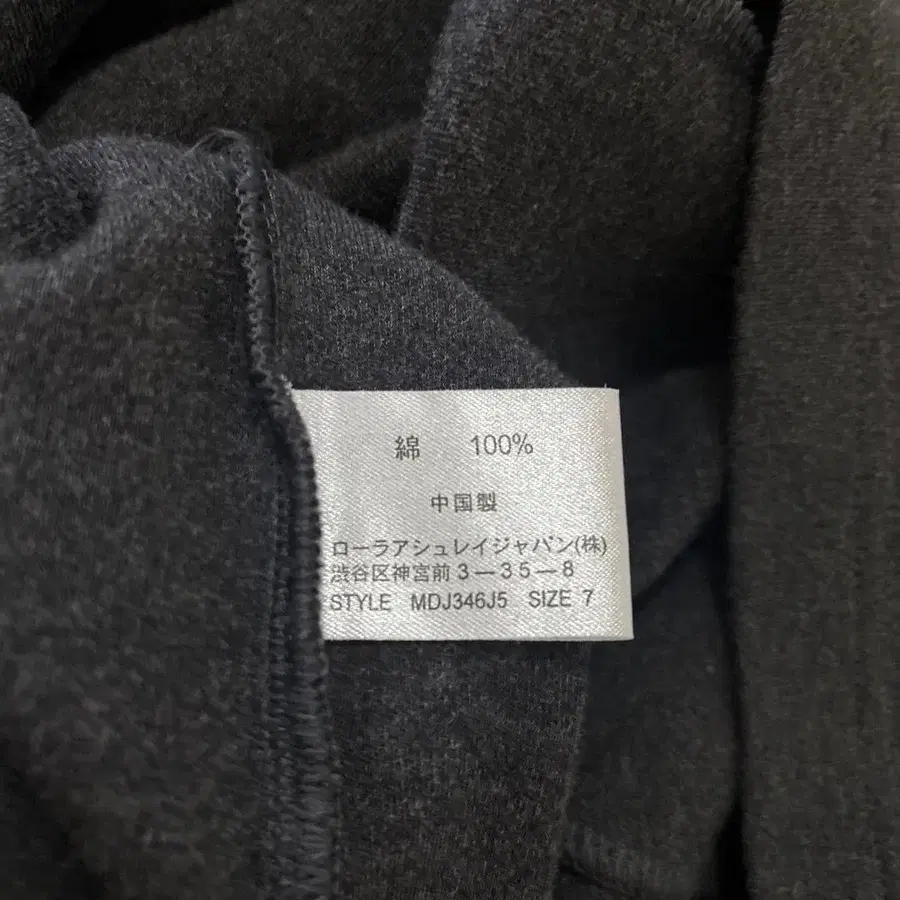 綿 100%
中国製
ローラアシュレイジャパン(株)
渋谷区神宮前3-35-8
STYLE MDJ346J5 SIZE 7